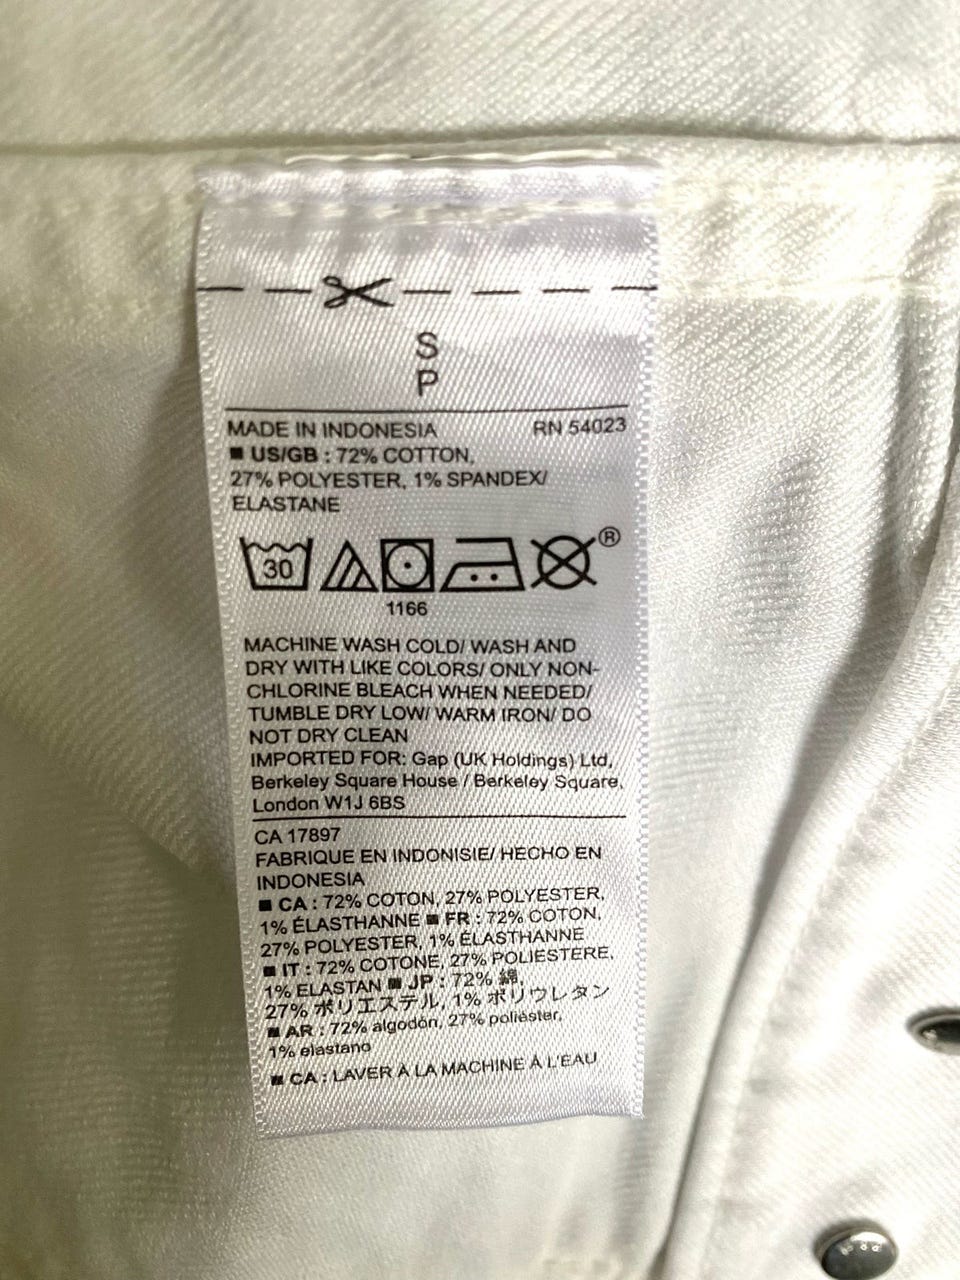 S
P
MADE IN INDONESIA RN 54023
■ US/GB : 72% COTTON,
27% POLYESTER, 1% SPANDEX/
ELASTANE
30 ®
1166
MACHINE WASH COLD/ WASH AND
DRY WITH LIKE COLORS/ ONLY NON-
CHLORINE BLEACH WHEN NEEDED/
TUMBLE DRY LOW/ WARM IRON/ DO
NOT DRY CLEAN
IMPORTED FOR: Gap (UK Holdings) Ltd,
Berkeley Square House / Berkeley Square,
London W1J 6BS
CA 17897
FABRIQUE EN INDONISIE/ HECHO EN
INDONESIA
■ CA : 72% COTON, 27% POLYESTER,
1% ÉLASTHANNE ■ FR : 72% COTON,
27% POLYESTER, 1% ÉLASTHANNE
■ IT : 72% COTONE, 27% POLIESTERE,
1% ELASTAN ■ JP : 72% 綿,
27% ポリエステル, 1% ポリウレタン
■ AR : 72% algodón, 27% poliéster,
1% elastano
■ CA : LAVER À LA MACHINE À L'EAU